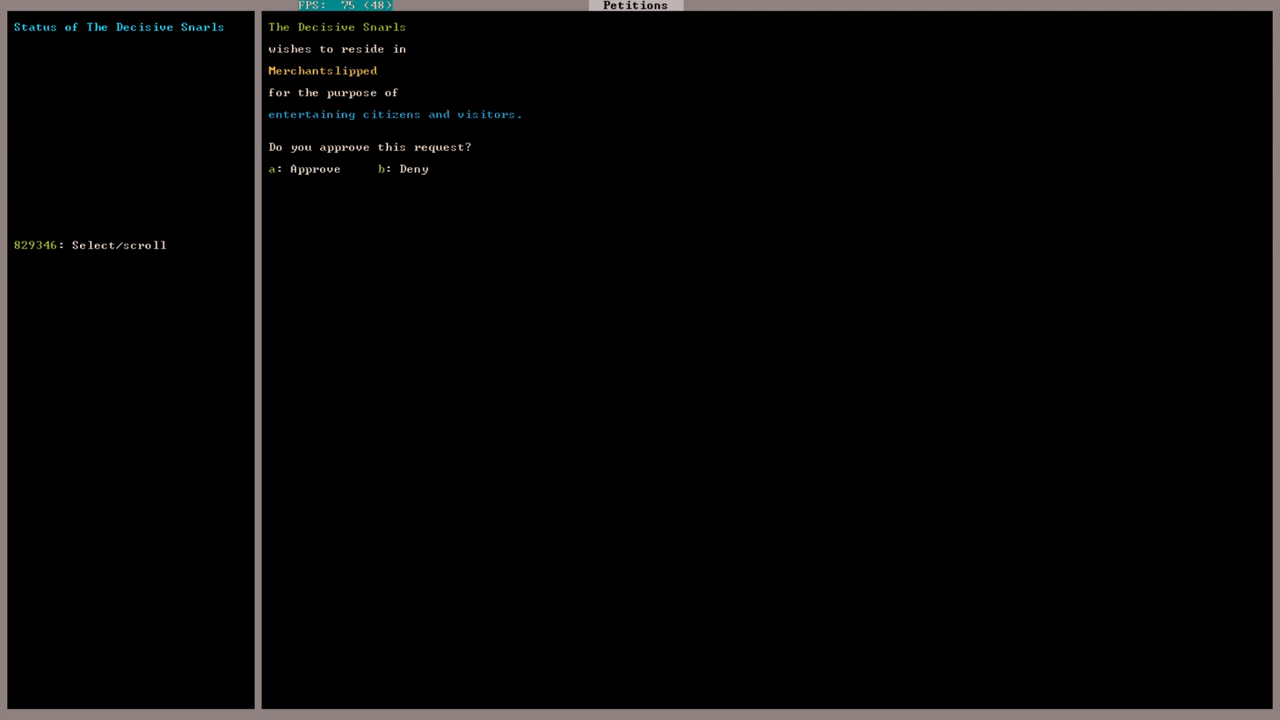 FPS: 75 (48)
Petitions
Status of The Decisive Snarls
829346: Select/scroll
The Decisive Snarls
wishes to reside in
Merchantslipped
for the purpose of
entertaining citizens and visitors.
Do you approve this request?
a: Approve b: Deny